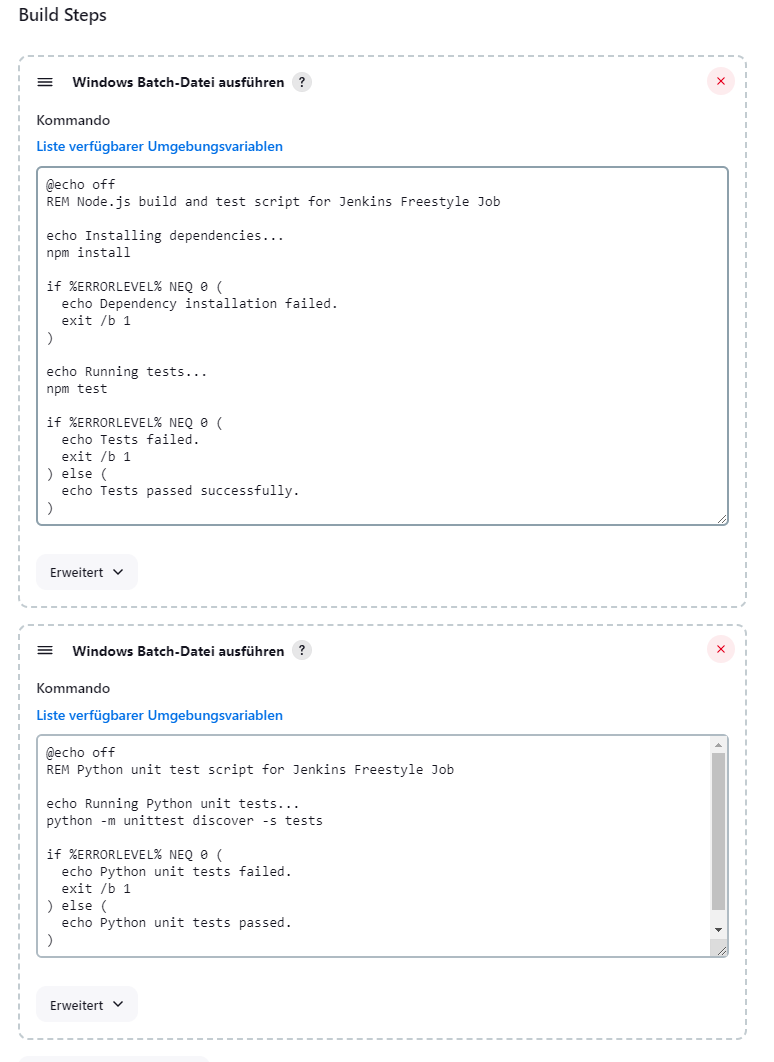 Build Steps
Windows Batch-Datei ausführen ?
Kommando
Liste verfügbarer Umgebungsvariablen
@echo off
REM Node.js build and test script for Jenkins Freestyle Job

echo Installing dependencies...
npm install

if %ERRORLEVEL% NEQ 0 (
  echo Dependency installation failed.
  exit /b 1
)

echo Running tests...
npm test

if %ERRORLEVEL% NEQ 0 (
  echo Tests failed.
  exit /b 1
) else (
  echo Tests passed successfully.
)
Erweitert
Windows Batch-Datei ausführen ?
Kommando
Liste verfügbarer Umgebungsvariablen
@echo off
REM Python unit test script for Jenkins Freestyle Job

echo Running Python unit tests...
python -m unittest discover -s tests

if %ERRORLEVEL% NEQ 0 (
  echo Python unit tests failed.
  exit /b 1
) else (
  echo Python unit tests passed.
)
Erweitert